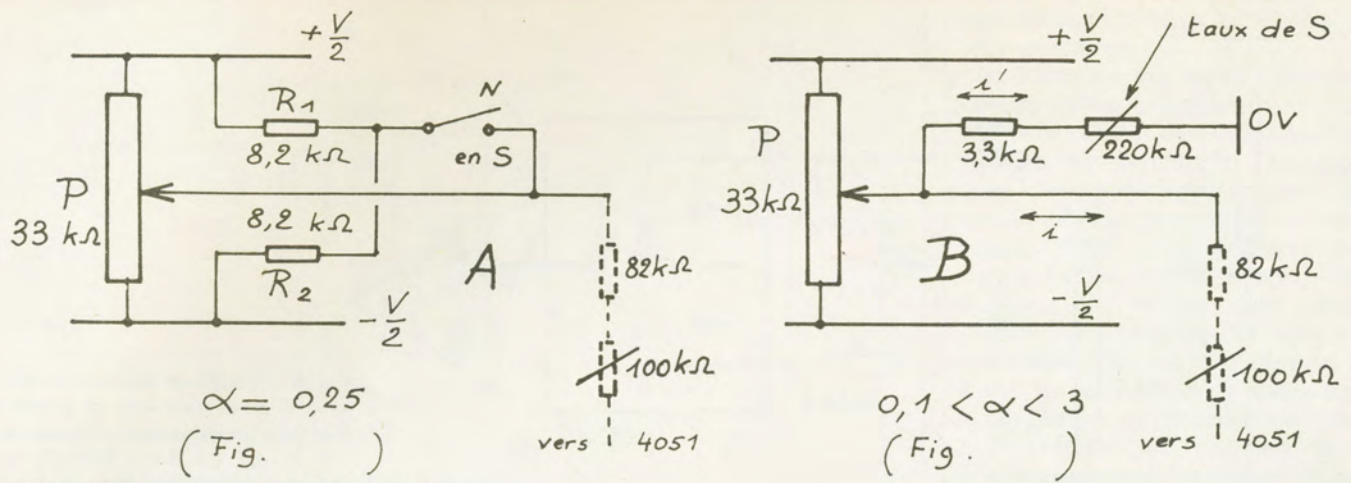 +V/2
R1
8,2 kΩ
N
en S
P
33 kΩ
8,2 kΩ
R2
A
82kΩ
-V/2
100kΩ
α = 0,25
(Fig. )
vers 4051
+V/2
taux de S
i'
P
3,3kΩ
220kΩ
0V
33kΩ
i
B
82kΩ
-V/2
100kΩ
0,1 < α < 3
(Fig. )
vers 4051